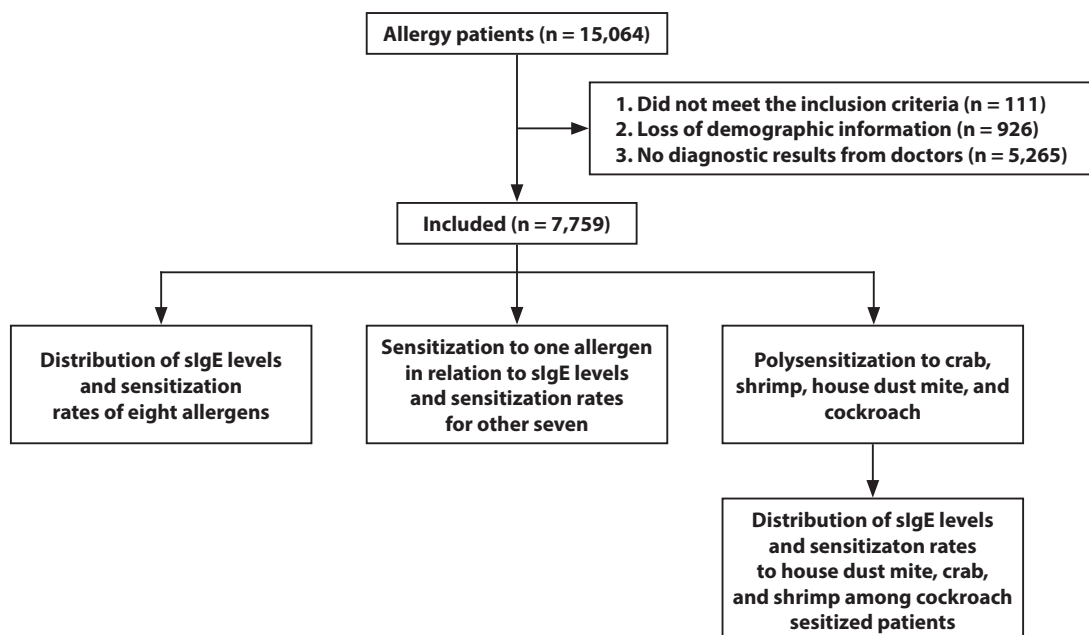 Allergy patients (n = 15,064)
1. Did not meet the inclusion criteria (n = 111)
2. Loss of demographic information (n = 926)
3. No diagnostic results from doctors (n = 5,265)
Included (n = 7,759)
Distribution of sIgE levels
and sensitization
rates of eight allergens
Sensitization to one allergen
in relation to sIgE levels
and sensitization rates
for other seven
Polysensitization to crab,
shrimp, house dust mite, and
cockroach
Distribution of sIgE levels
and sensitizaton rates
to house dust mite, crab,
and shrimp among cockroach
sesitized patients